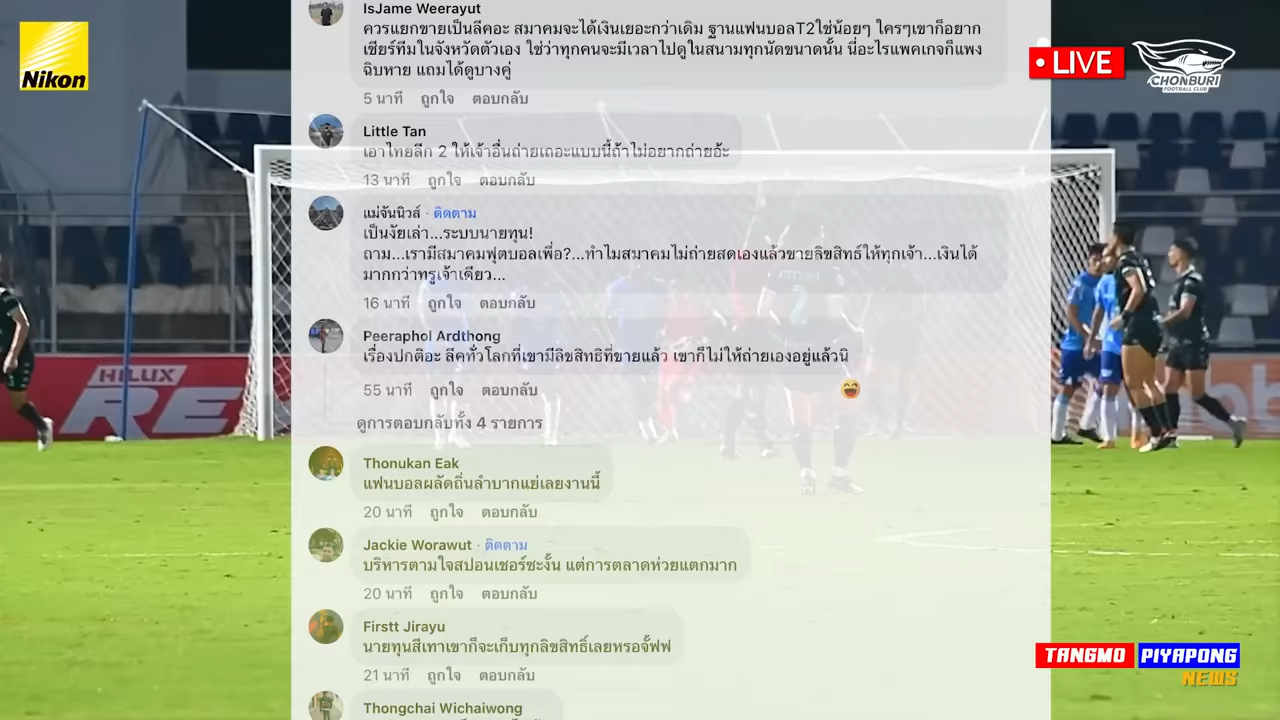 Nikon
LIVE
CHONBURI
FOOTBALL CLUB
IsJame Weerayut
ควรแยกขายเป็นลีคอะ สมาคมจะได้เงินเยอะกว่าเดิม ฐานแฟนบอลT2ใช่น้อยๆ ใครๆเขาก็อยาก
เชียร์ทีมในจังหวัดตัวเอง ใช่ว่าทุกคนจะมีเวลาไปดูในสนามทุกนัดขนาดนั้น นี่อะไรแพคเกจก็แพง
ฉิบหาย แถมได้ดูบางคู่
5 นาที ถูกใจ ตอบกลับ
Little Tan
เอาไทยลีก 2 ให้เจ้าอื่นถ่ายเถอะแบบนี้ถ้าไม่อยากถ่ายอ้ะ
13 นาที ถูกใจ ตอบกลับ
แม่จันนิวส์ · ติดตาม
เป็นงัยเล่า...ระบบนายทุน!
ถาม...เรามีสมาคมฟุตบอลเพื่อ?...ทำไมสมาคมไม่ถ่ายสดเองแล้วขายลิขสิทธ์ให้ทุกเจ้า...เงินได้
มากกว่าทรูเจ้าเดียว...
16 นาที ถูกใจ ตอบกลับ
Peeraphol Ardthong
เรื่องปกติอะ ลีคทั่วโลกที่เขามีลิขสิทธิที่ขายแล้ว เขาก็ไม่ให้ถ่ายเองอยู่แล้วนิ
55 นาที ถูกใจ ตอบกลับ
ดูการตอบกลับทั้ง 4 รายการ
Thonukan Eak
แฟนบอลผลัดถิ่นลำบากแย่เลยงานนี้
20 นาที ถูกใจ ตอบกลับ
Jackie Worawut · ติดตาม
บริหารตามใจสปอนเซอร์ซะงั้น แต่การตลาดห่วยแตกมาก
20 นาที ถูกใจ ตอบกลับ
Firstt Jirayu
นายทุนสีเทาเขาก็จะเก็บทุกลิขสิทธิ์เลยหรอจั้ฟฟ
21 นาที ถูกใจ ตอบกลับ
Thongchai Wichaiwong
HILUX
RE
TANGMO PIYAPONG
NEWS